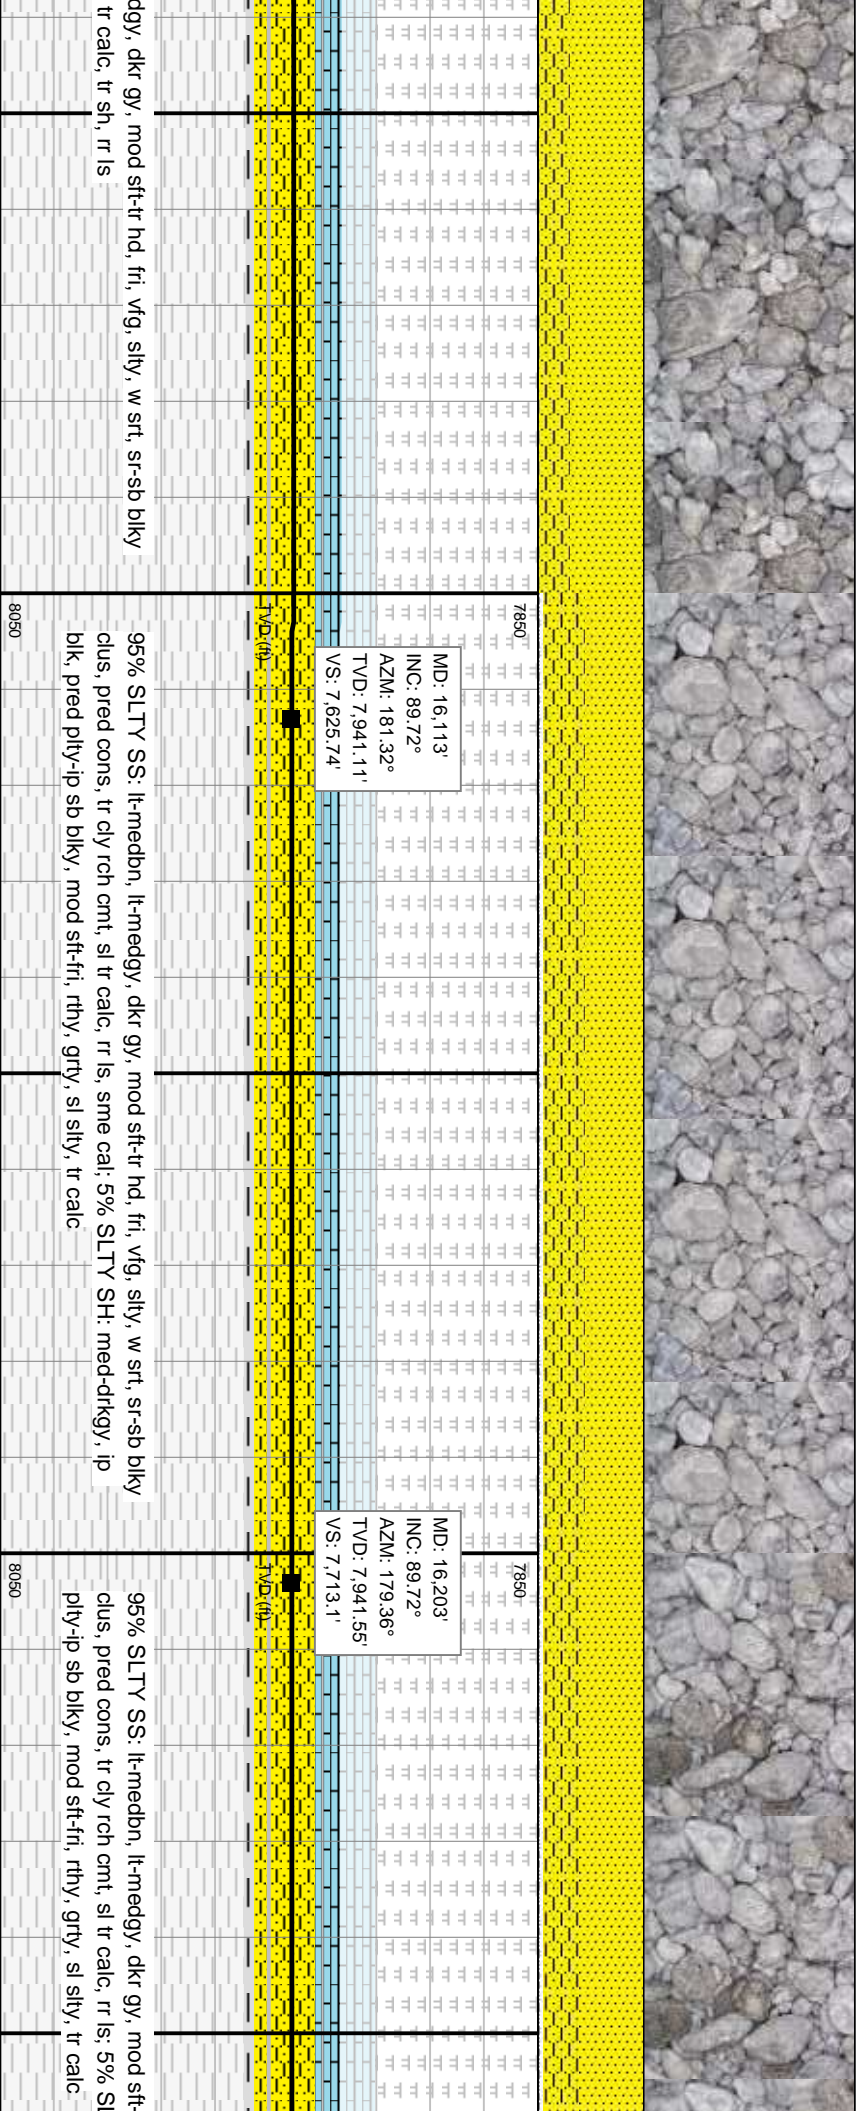 dgy, dkr gy, mod sft-tr hd, fri, vfg, slty, w srt, sr-sb blky
tr calc, tr sh, rr ls
7850
TVD (ft)
8050
MD: 16,113'
INC: 89.72°
AZM: 181.32°
TVD: 7,941.11'
VS: 7,625.74'
95% SLTY SS: lt-medbn, lt-medgy, dkr gy, mod sft-tr hd, fri, vfg, slty, w srt, sr-sb blky
clus, pred cons, tr cly rch cmt, sl tr calc, rr ls, sme cal; 5% SLTY SH: med-drkgy, ip
blk, pred plty-ip sb blky, mod sft-fri, rthy, grty, sl slty, tr calc
7850
TVD (ft)
8050
MD: 16,203'
INC: 89.72°
AZM: 179.36°
TVD: 7,941.55'
VS: 7,713.1'
95% SLTY SS: lt-medbn, lt-medgy, dkr gy, mod sft-
clus, pred cons, tr cly rch cmt, sl tr calc, rr ls; 5% SL
plty-ip sb blky, mod sft-fri, rthy, grty, sl slty, tr calc